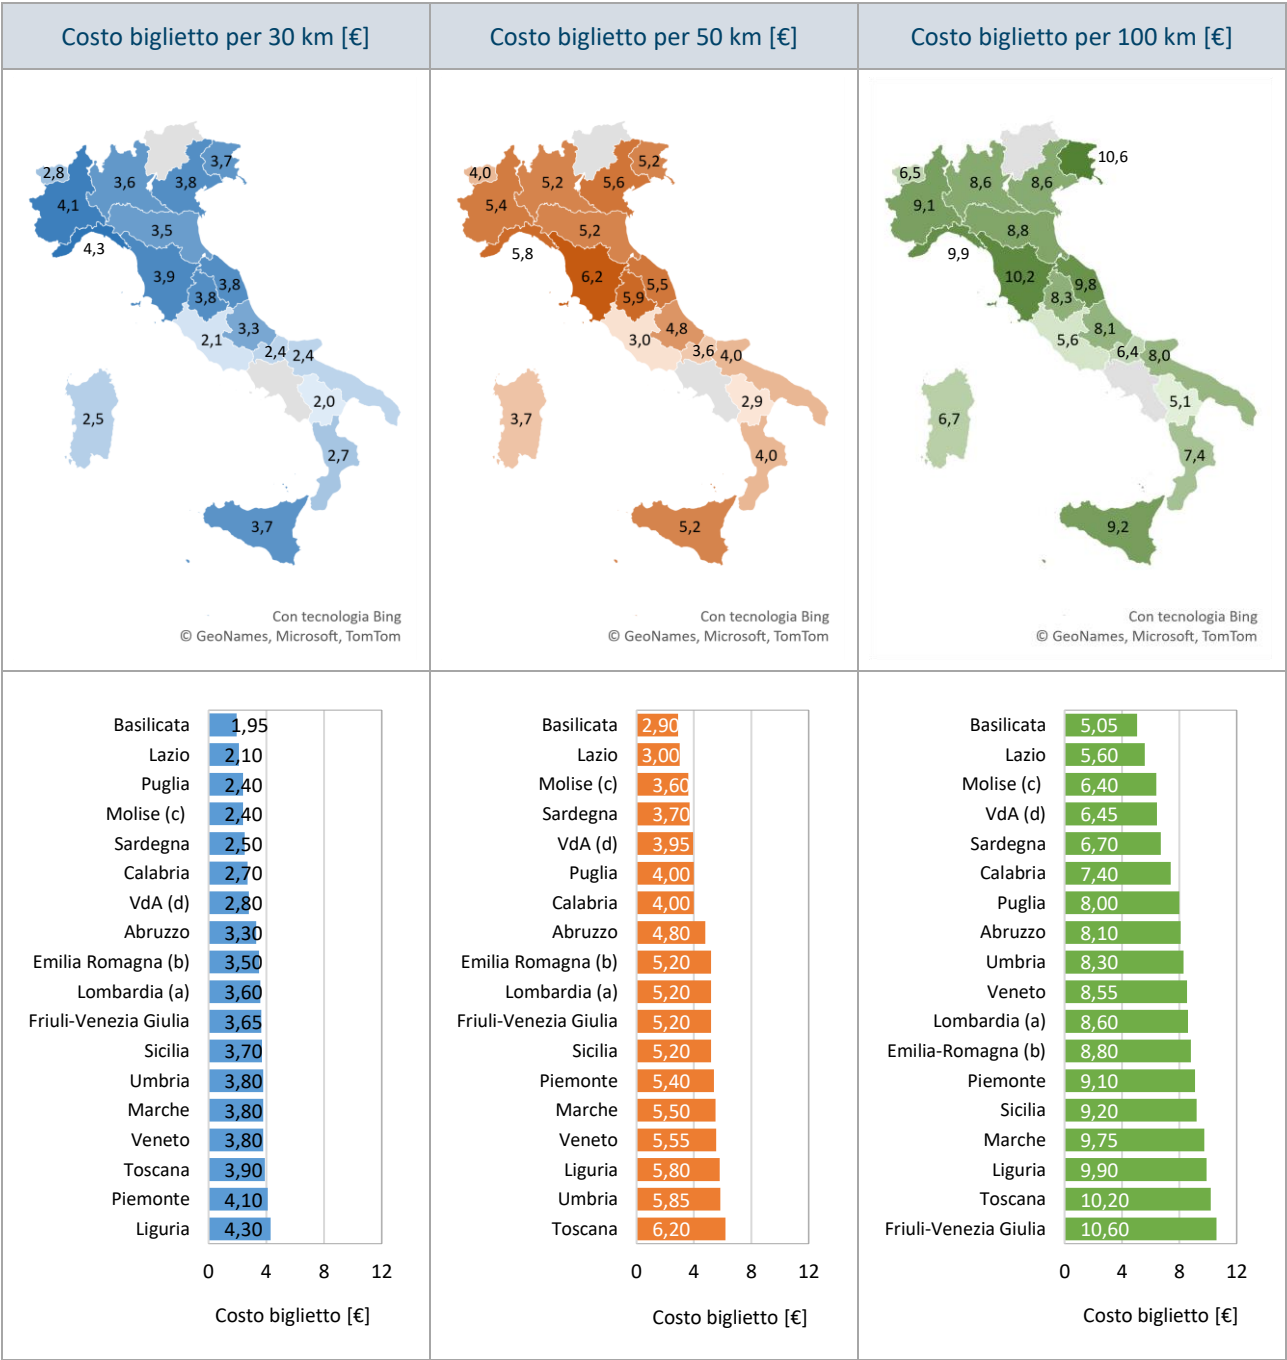 Costo biglietto per 30 km [€]
Costo biglietto per 50 km [€]
Costo biglietto per 100 km [€]
2,8
3,7
3,6
3,8
4,1
3,5
4,3
3,9
3,8
3,8
3,3
2,1
2,4
2,4
2,0
2,5
2,7
3,7
Con tecnologia Bing
© GeoNames, Microsoft, TomTom
4,0
5,2
5,2
5,6
5,4
5,2
5,8
6,2
5,5
5,9
4,8
3,0
3,6
4,0
2,9
3,7
4,0
5,2
Con tecnologia Bing
© GeoNames, Microsoft, TomTom
6,5
10,6
8,6
8,6
9,1
8,8
9,9
10,2
9,8
8,3
8,1
5,6
6,4
8,0
5,1
6,7
7,4
9,2
Con tecnologia Bing
© GeoNames, Microsoft, TomTom
Basilicata 1,95
Lazio 2,10
Puglia 2,40
Molise (c) 2,40
Sardegna 2,50
Calabria 2,70
VdA (d) 2,80
Abruzzo 3,30
Emilia Romagna (b) 3,50
Lombardia (a) 3,60
Friuli-Venezia Giulia 3,65
Sicilia 3,70
Umbria 3,80
Marche 3,80
Veneto 3,80
Toscana 3,90
Piemonte 4,10
Liguria 4,30
0 4 8 12
Costo biglietto [€]
Basilicata 2,90
Lazio 3,00
Molise (c) 3,60
Sardegna 3,70
VdA (d) 3,95
Puglia 4,00
Calabria 4,00
Abruzzo 4,80
Emilia Romagna (b) 5,20
Lombardia (a) 5,20
Friuli-Venezia Giulia 5,20
Sicilia 5,20
Piemonte 5,40
Marche 5,50
Veneto 5,55
Liguria 5,80
Umbria 5,85
Toscana 6,20
0 4 8 12
Costo biglietto [€]
Basilicata 5,05
Lazio 5,60
Molise (c) 6,40
VdA (d) 6,45
Sardegna 6,70
Calabria 7,40
Puglia 8,00
Abruzzo 8,10
Umbria 8,30
Veneto 8,55
Lombardia (a) 8,60
Emilia-Romagna (b) 8,80
Piemonte 9,10
Sicilia 9,20
Marche 9,75
Liguria 9,90
Toscana 10,20
Friuli-Venezia Giulia 10,60
0 4 8 12
Costo biglietto [€]